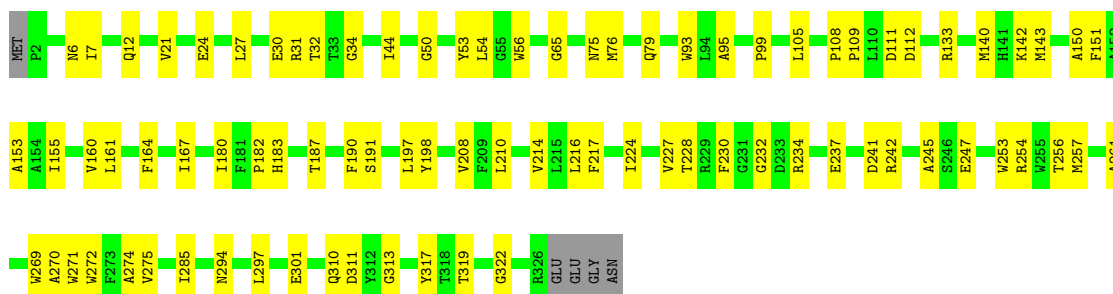 MET P2 N6 I7 Q12 V21 E24 L27 E30 R31 T32 T33 G34 I44 G50 Y53 L54 G55 W56 G65 N75 M76 Q79 W93 L94 A95 P99 L105 P108 P109 L110 D111 D112 R133 M140 H141 K142 M143 A150 F151 A152
A153 A154 I155 V160 L161 F164 I167 I180 F181 P182 H183 T187 F190 S191 L197 Y198 V208 F209 L210 V214 L215 L216 F217 I224 V227 T228 R229 F230 G231 G232 D233 R234 E237 D241 R242 A245 S246 E247 W253 R254 W255 T256 M257
W269 A270 W271 W272 F273 A274 V275 I285 N294 L297 E301 Q310 D311 Y312 G313 Y317 T318 T319 G322 R326 GLU GLU GLY ASN